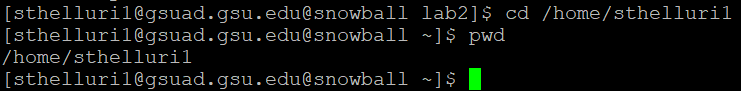 [sthelluri1@gsuad.gsu.edu@snowball lab2]$ cd /home/sthelluri1
[sthelluri1@gsuad.gsu.edu@snowball ~]$ pwd
/home/sthelluri1
[sthelluri1@gsuad.gsu.edu@snowball ~]$